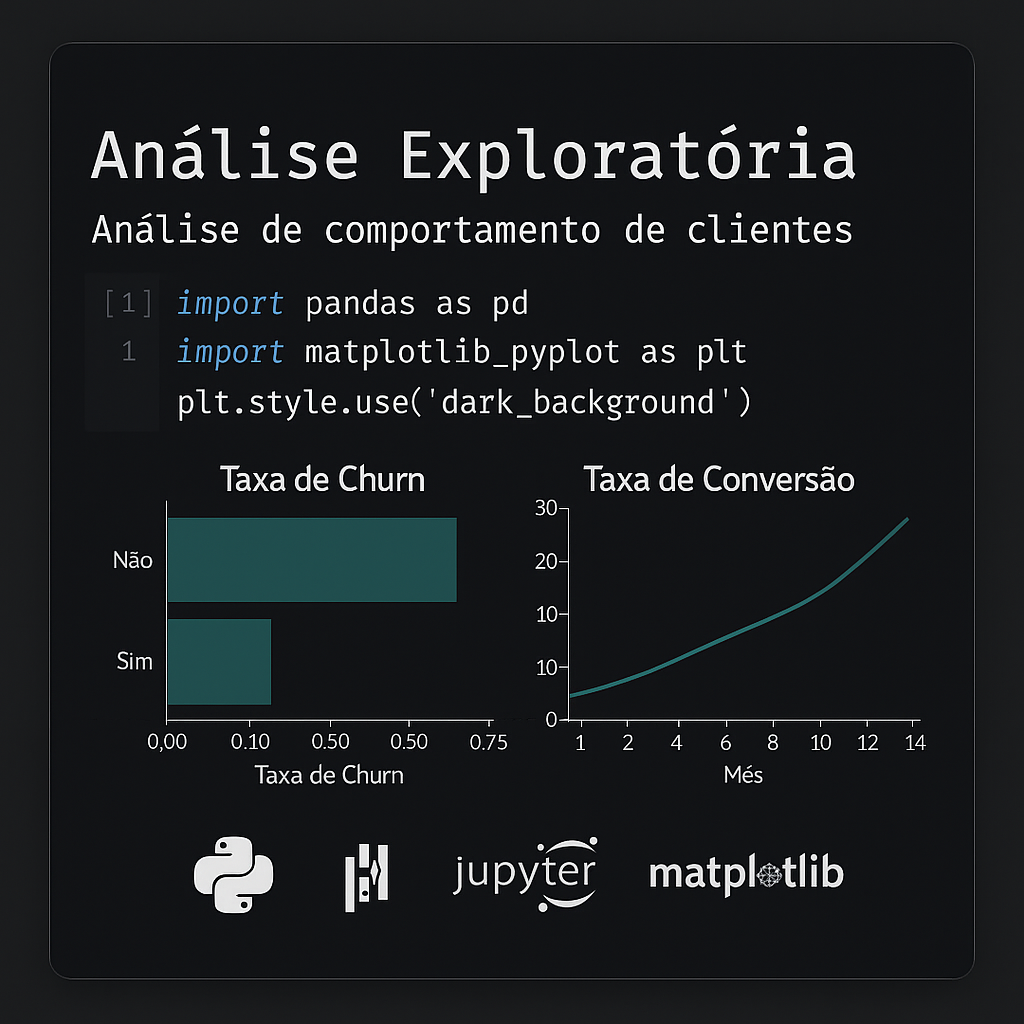 Análise Exploratória
Análise de comportamento de clientes
[1] import pandas as pd
1 import matplotlib_pyplot as plt
plt.style.use('dark_background')
Taxa de Churn
Não
Sim
0,00 0.10 0.50 0.50 0.75
Taxa de Churn
Taxa de Conversão
30
20
10
10
0
1 2 4 6 8 10 12 14
Més
jupyter
matplotlib